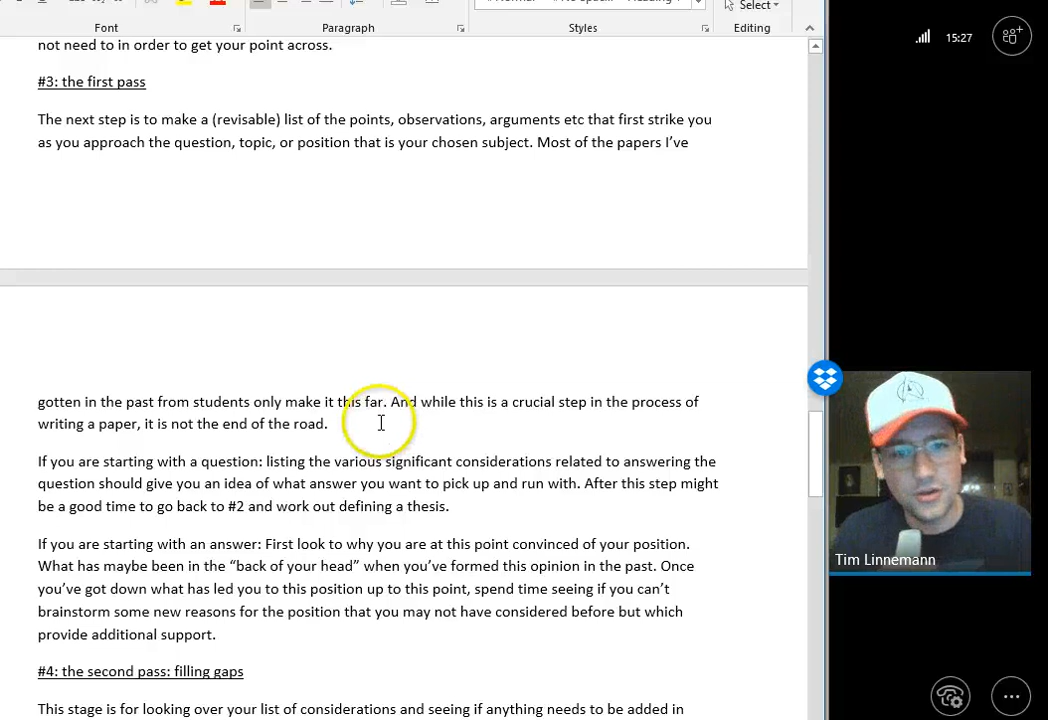 Select
Font
Paragraph
Styles
Editing
15:27
not need to in order to get your point across.
#3: the first pass
The next step is to make a (revisable) list of the points, observations, arguments etc that first strike you
as you approach the question, topic, or position that is your chosen subject. Most of the papers I’ve
gotten in the past from students only make it this far. And while this is a crucial step in the process of
writing a paper, it is not the end of the road.
If you are starting with a question: listing the various significant considerations related to answering the
question should give you an idea of what answer you want to pick up and run with. After this step might
be a good time to go back to #2 and work out defining a thesis.
If you are starting with an answer: First look to why you are at this point convinced of your position.
What has maybe been in the “back of your head” when you’ve formed this opinion in the past. Once
you’ve got down what has led you to this position up to this point, spend time seeing if you can’t
brainstorm some new reasons for the position that you may not have considered before but which
provide additional support.
#4: the second pass: filling gaps
This stage is for looking over your list of considerations and seeing if anything needs to be added in
Tim Linnemann